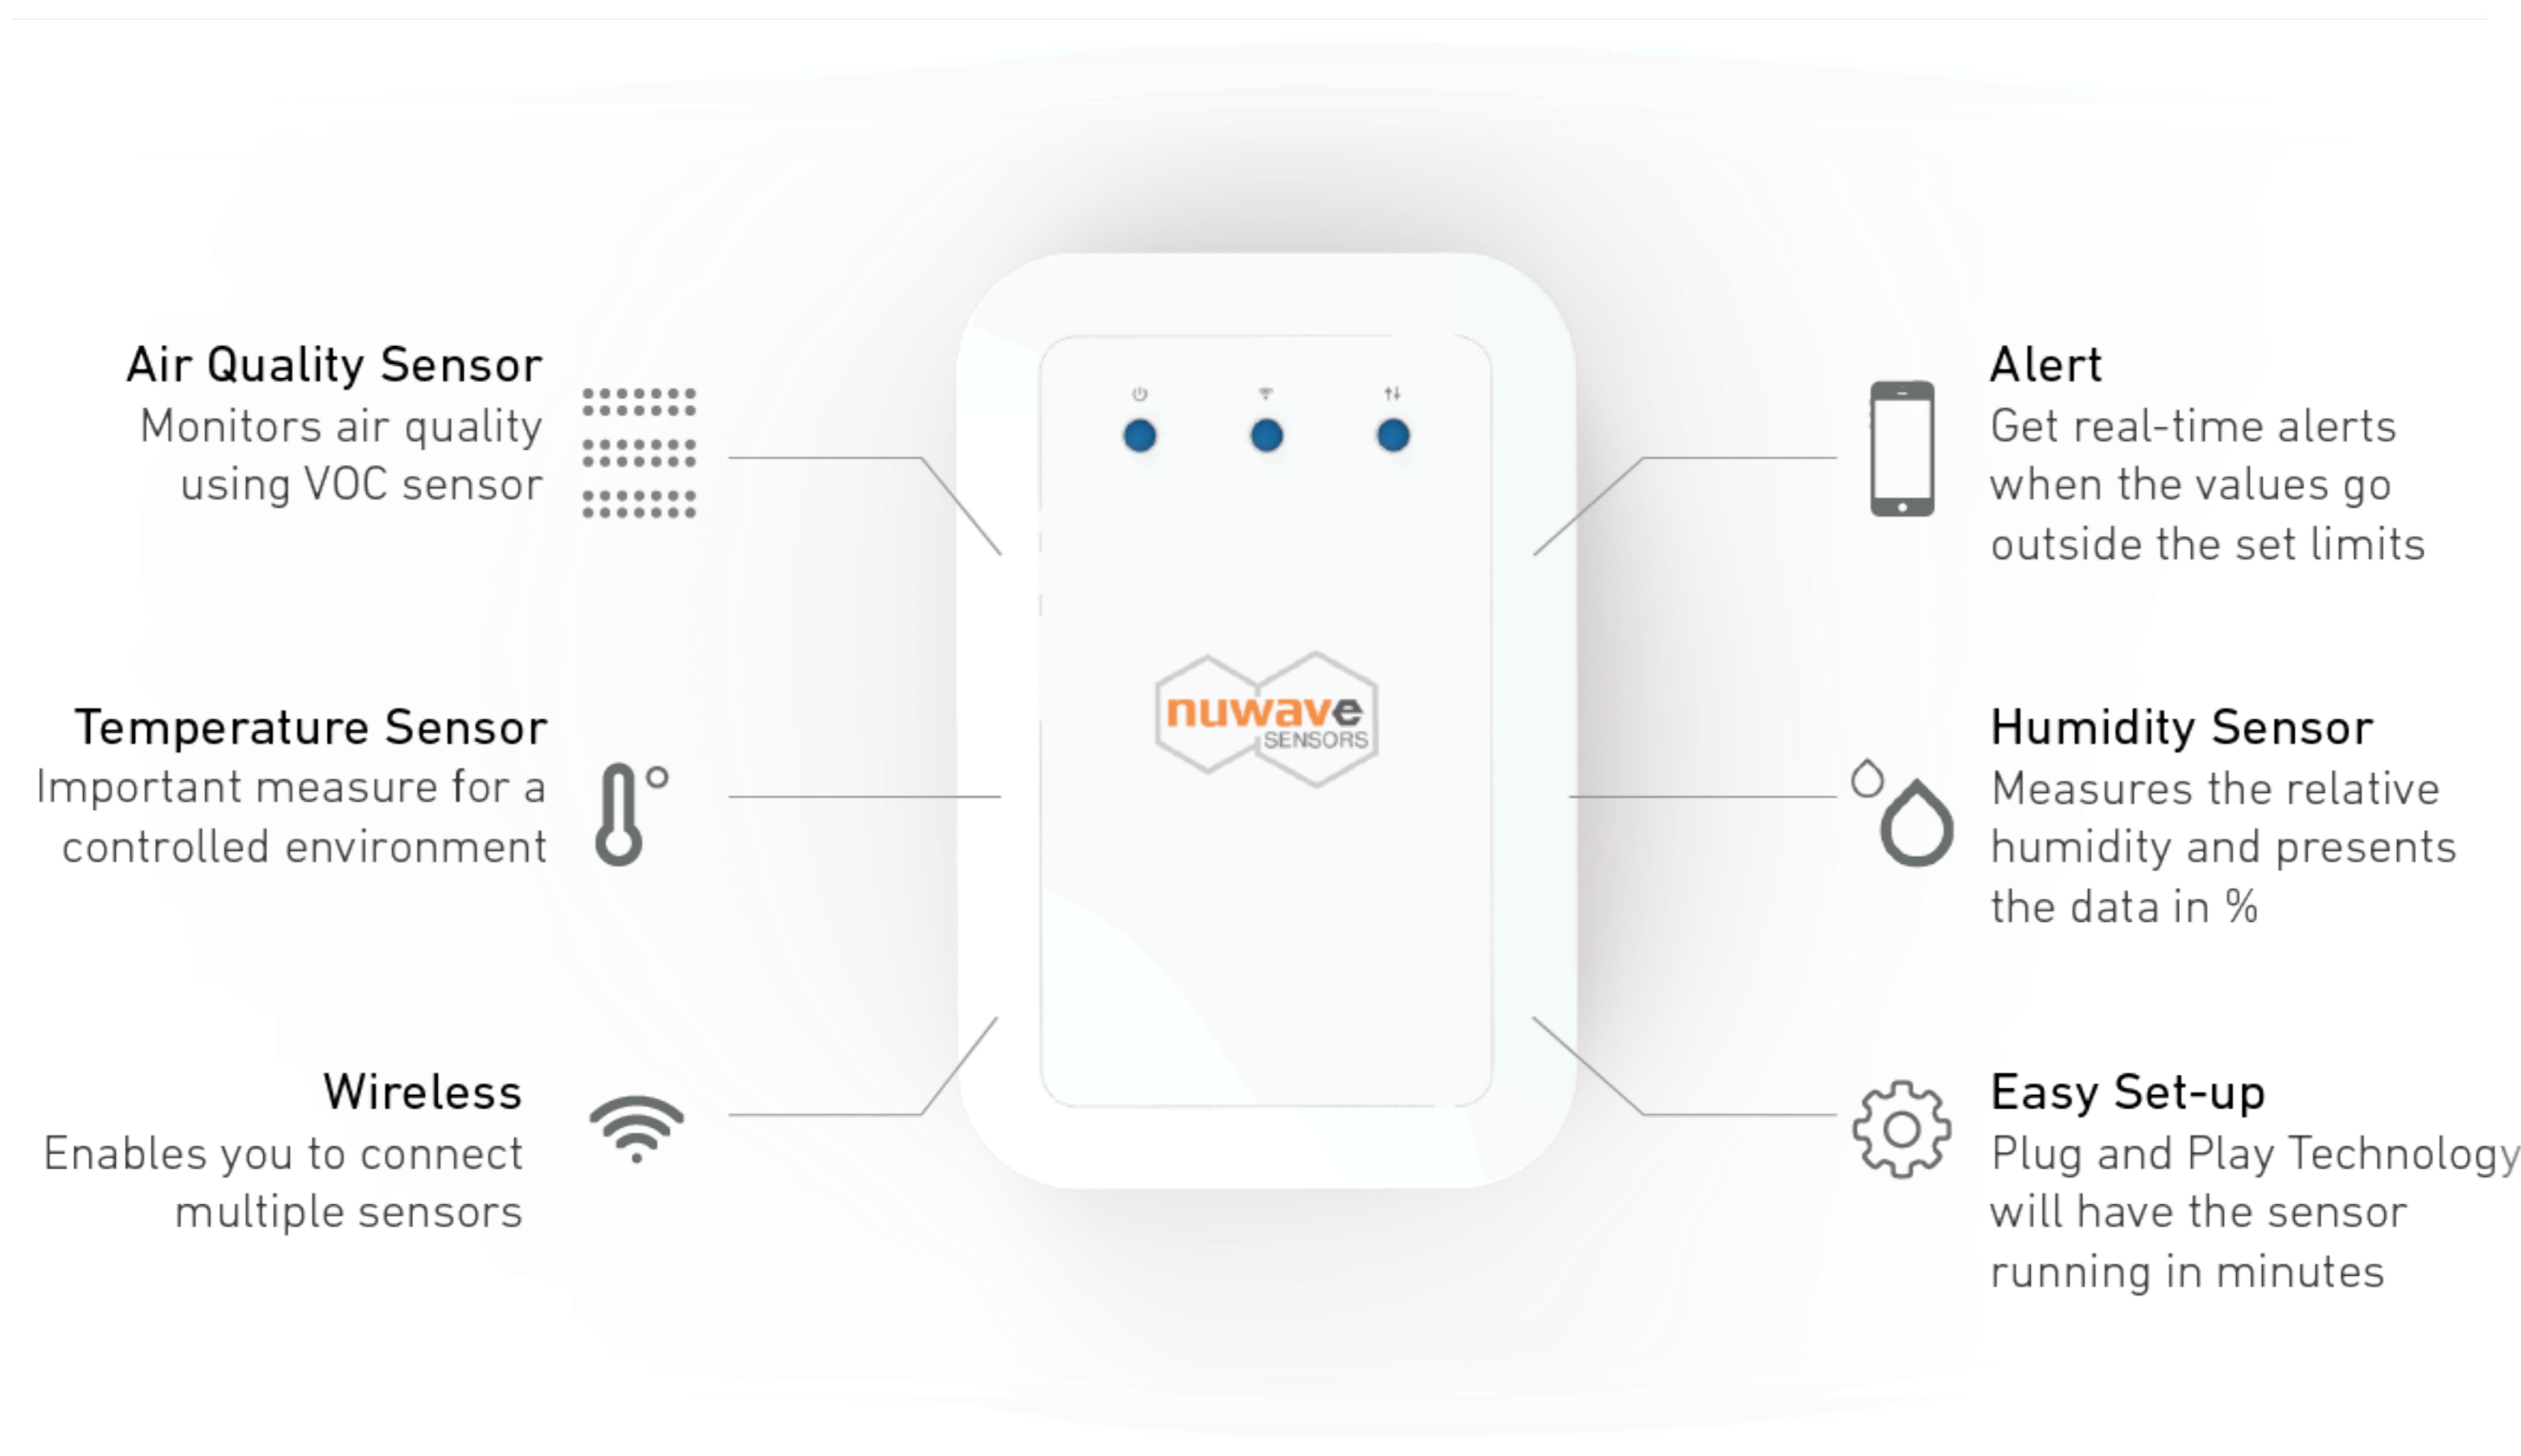 Air Quality Sensor
Monitors air quality
using VOC sensor
Temperature Sensor
Important measure for a
controlled environment
Wireless
Enables you to connect
multiple sensors
nuwave
SENSORS
Alert
Get real-time alerts
when the values go
outside the set limits
Humidity Sensor
Measures the relative
humidity and presents
the data in %
Easy Set-up
Plug and Play Technology
will have the sensor
running in minutes